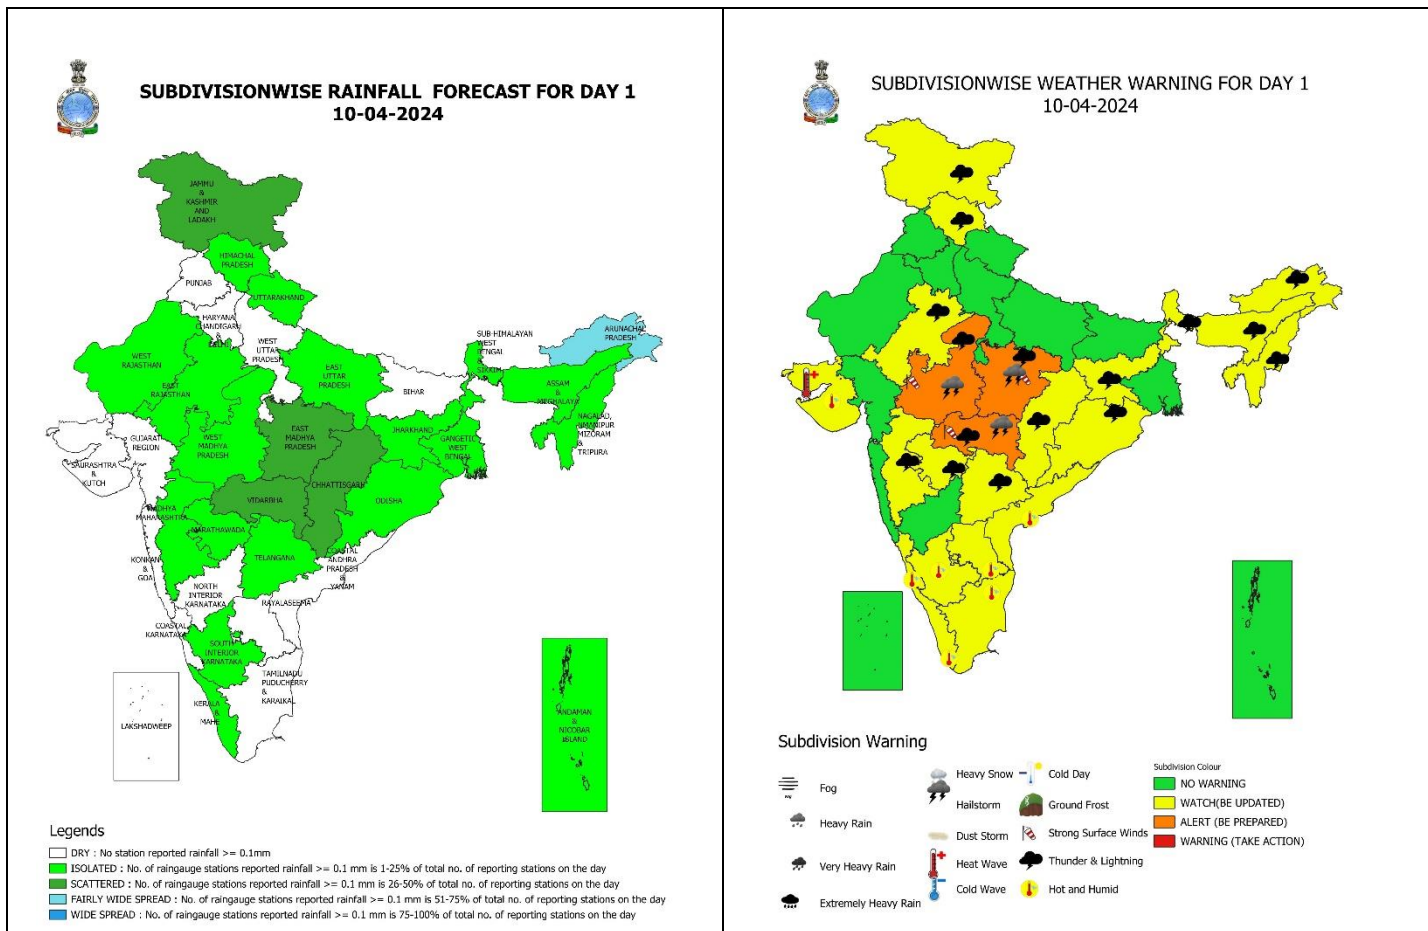 SUBDIVISIONWISE RAINFALL FORECAST FOR DAY 1
10-04-2024
JAMMU
&
KASHMIR
AND
LADAKH
HIMACHAL
PRADESH
PUNJAB
UTTARAKHAND
HARYANA
CHANDIGARH
&
DELHI
WEST
UTTAR
PRADESH
WEST
RAJASTHAN
EAST
RAJASTHAN
EAST
UTTAR
PRADESH
BIHAR
SUB-HIMALAYAN
WEST
BENGAL
&
SIKKIM
ARUNACHAL
PRADESH
ASSAM
&
MEGHALAYA
NAGALAD,
MIZORAM
&
TRIPURA
JHARKHAND
GANGETIC
WEST
BENGAL
GUJARAT
REGION
SAURASHTRA
&
KUTCH
WEST
MADHYA
PRADESH
EAST
MADHYA
PRADESH
CHHATTISGARH
VIDARBHA
ODISHA
MADHYA
MAHARASHTRA
MARATHAWADA
KONKAN
&
GOA
TELANGANA
COASTAL
ANDHRA
PRADESH
&
YANAM
NORTH
INTERIOR
KARNATAKA
RAYALASEEMA
COASTAL
KARNATAKA
SOUTH
INTERIOR
KARNATAKA
TAMILNADU
PUDUCHERRY
&
KARAIKAL
KERALA
&
MAHE
LAKSHADWEEP
ANDAMAN
&
NICOBAR
ISLAND
Legends
DRY : No station reported rainfall >= 0.1mm
ISOLATED : No. of raingauge stations reported rainfall >= 0.1 mm is 1-25% of total no. of reporting stations on the day
SCATTERED : No. of raingauge stations reported rainfall >= 0.1 mm is 26-50% of total no. of reporting stations on the day
FAIRLY WIDE SPREAD : No. of raingauge stations reported rainfall >= 0.1 mm is 51-75% of total no. of reporting stations on the day
WIDE SPREAD : No. of raingauge stations reported rainfall >= 0.1 mm is 75-100% of total no. of reporting stations on the day
SUBDIVISIONWISE WEATHER WARNING FOR DAY 1
10-04-2024
Subdivision Warning
Fog
Heavy Rain
Very Heavy Rain
Extremely Heavy Rain
Heavy Snow
Hailstorm
Dust Storm
Heat Wave
Cold Wave
Cold Day
Ground Frost
Strong Surface Winds
Thunder & Lightning
Hot and Humid
Subdivision Colour
NO WARNING
WATCH(BE UPDATED)
ALERT (BE PREPARED)
WARNING (TAKE ACTION)